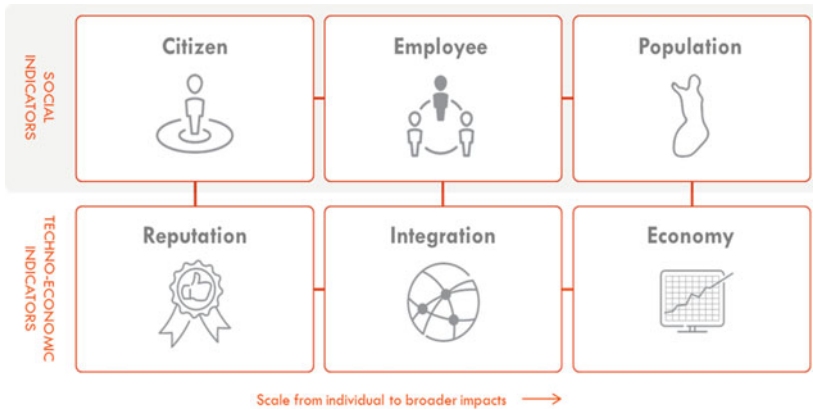 SOCIAL
INDICATORS
Citizen
Employee
Population
TECHNO-ECONOMIC
INDICATORS
Reputation
Integration
Economy
Scale from individual to broader impacts